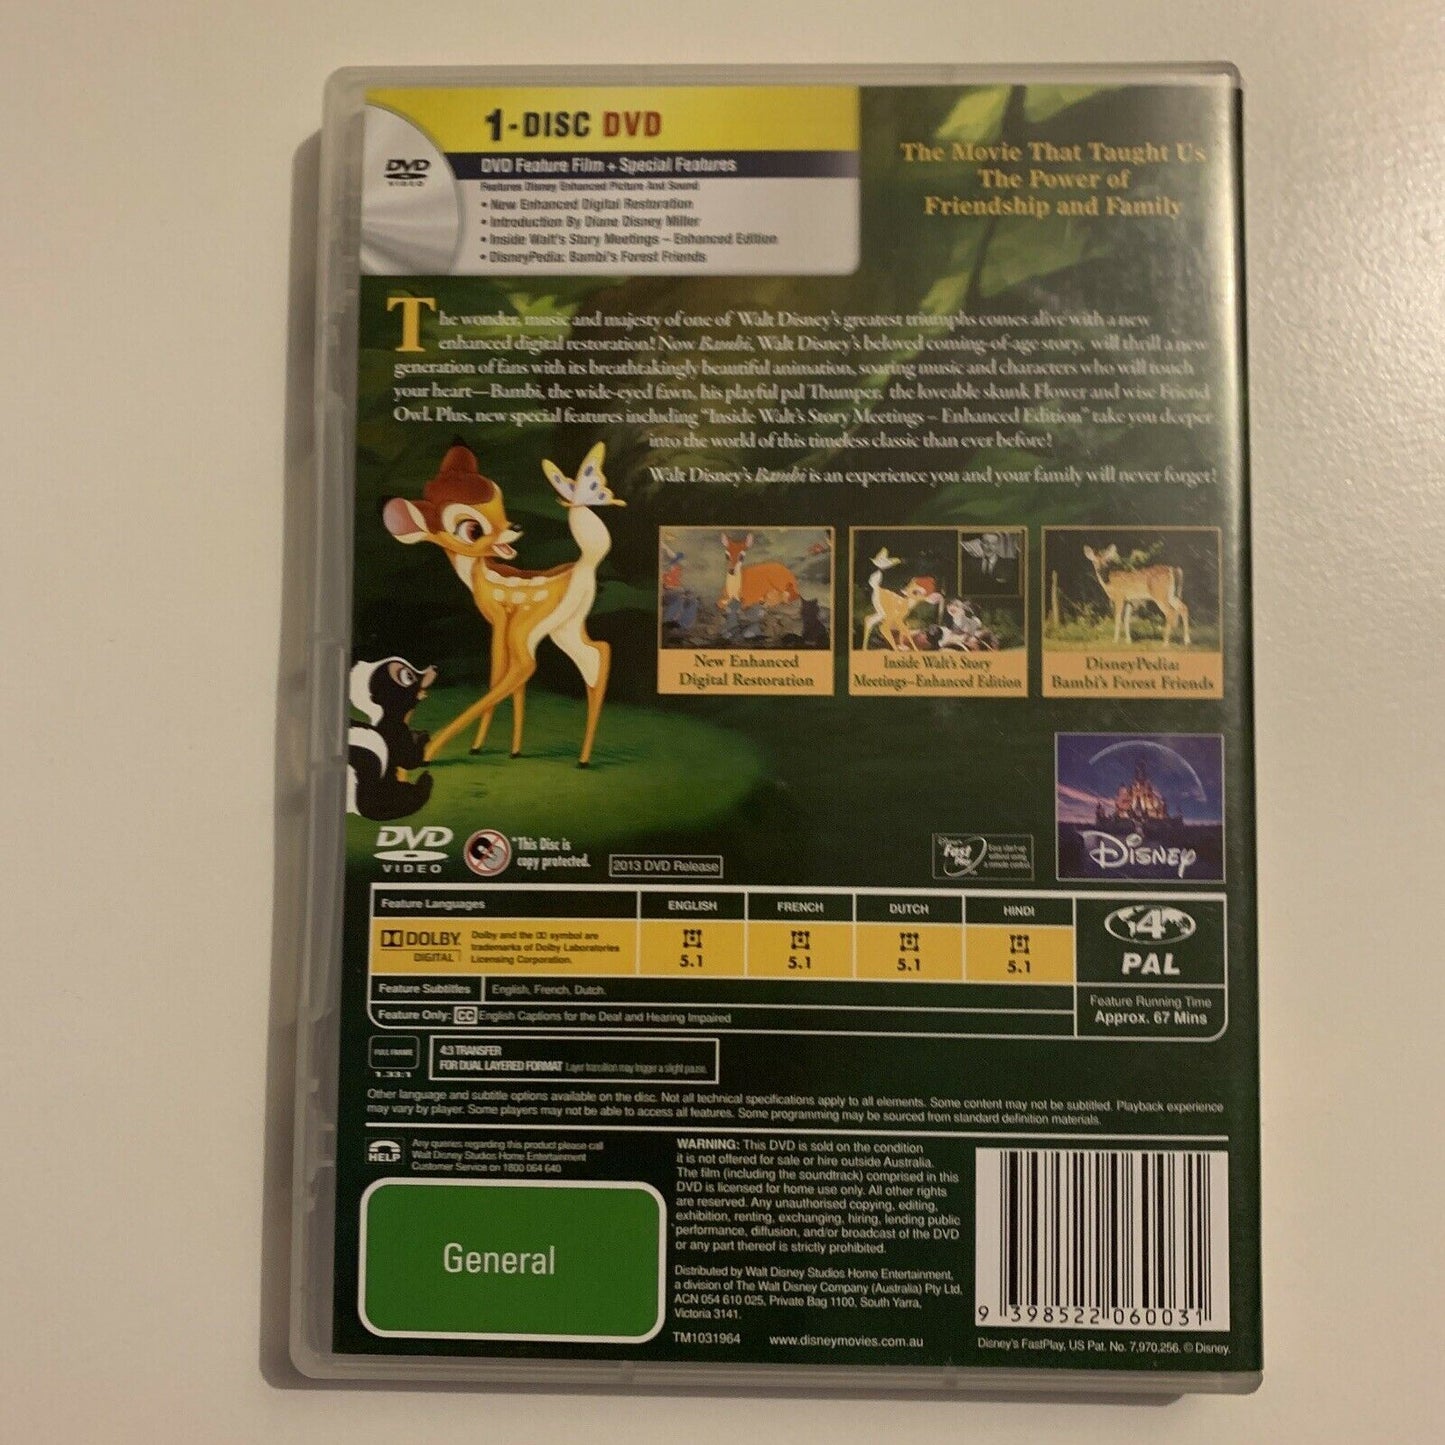 1-DISC DVD
DVD
VIDEO
DVD Feature Film + Special Features
Features Disney Enhanced Picture And Sound
• New Enhanced Digital Restoration
• Introduction By Diane Disney Miller
• Inside Walt's Story Meetings – Enhanced Edition
• DisneyPedia: Bambi's Forest Friends
The Movie That Taught Us
The Power of
Friendship and Family
The wonder, music and majesty of one of Walt Disney's greatest triumphs comes alive with a new
enhanced digital restoration! Now Bambi, Walt Disney's beloved coming-of-age story, will thrill a new
generation of fans with its breathtakingly beautiful animation, soaring music and characters who will touch
your heart—Bambi, the wide-eyed fawn, his playful pal Thumper, the loveable skunk Flower and wise Friend
Owl. Plus, new special features including "Inside Walt's Story Meetings – Enhanced Edition" take you deeper
into the world of this timeless classic than ever before!
Walt Disney's Bambi is an experience you and your family will never forget!
New Enhanced
Digital Restoration
Inside Walt's Story
Meetings–Enhanced Edition
DisneyPedia:
Bambi's Forest Friends
DVD
VIDEO
*This Disc is
copy protected.
2013 DVD Release
Disney's
Fast
Play
Easy start-up
without using
a remote control
Disney
Feature Languages
ENGLISH
FRENCH
DUTCH
HINDI
DOLBY
DIGITAL
Dolby and the DD symbol are
trademarks of Dolby Laboratories
Licensing Corporation.
5.1
5.1
5.1
5.1
4
PAL
Feature Subtitles
English, French, Dutch.
Feature Only: CC English Captions for the Deaf and Hearing Impaired
Feature Running Time
Approx. 67 Mins
FULL FRAME
1.33:1
4:3 TRANSFER
FOR DUAL LAYERED FORMAT Layer transition may trigger a slight pause.
Other language and subtitle options available on the disc. Not all technical specifications apply to all elements. Some content may not be subtitled. Playback experience
may vary by player. Some players may not be able to access all features. Some programming may be sourced from standard definition materials.
HELP
Any queries regarding this product please call
Walt Disney Studios Home Entertainment
Customer Service on 1800 064 640
General
WARNING: This DVD is sold on the condition
it is not offered for sale or hire outside Australia.
The film (including the soundtrack) comprised in this
DVD is licensed for home use only. All other rights
are reserved. Any unauthorised copying, editing,
exhibition, renting, exchanging, hiring, lending public
performance, diffusion, and/or broadcast of the DVD
or any part thereof is strictly prohibited.
Distributed by Walt Disney Studios Home Entertainment,
a division of The Walt Disney Company (Australia) Pty Ltd,
ACN 054 610 025, Private Bag 1100, South Yarra,
Victoria 3141.
TM1031964 www.disneymovies.com.au
9 398522 060031
Disney's FastPlay, US Pat. No. 7,970,256. © Disney.